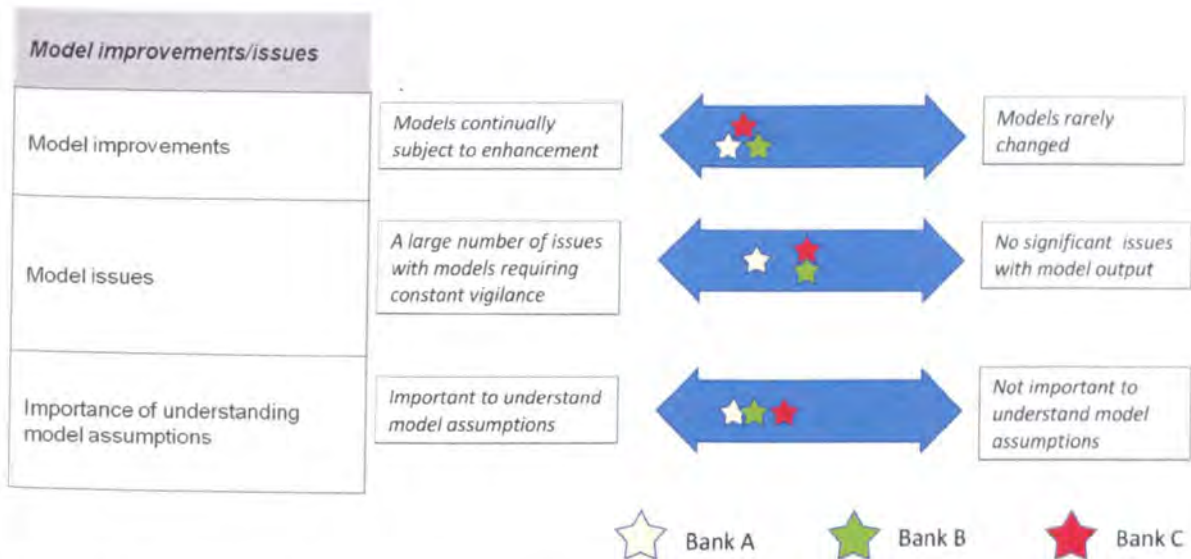 Model improvements/issues
Model improvements
Models continually
subject to enhancement
Models rarely
changed
Model issues
A large number of issues
with models requiring
constant vigilance
No significant issues
with model output
Importance of understanding
model assumptions
Important to understand
model assumptions
Not important to
understand model
assumptions
Bank A
Bank B
Bank C